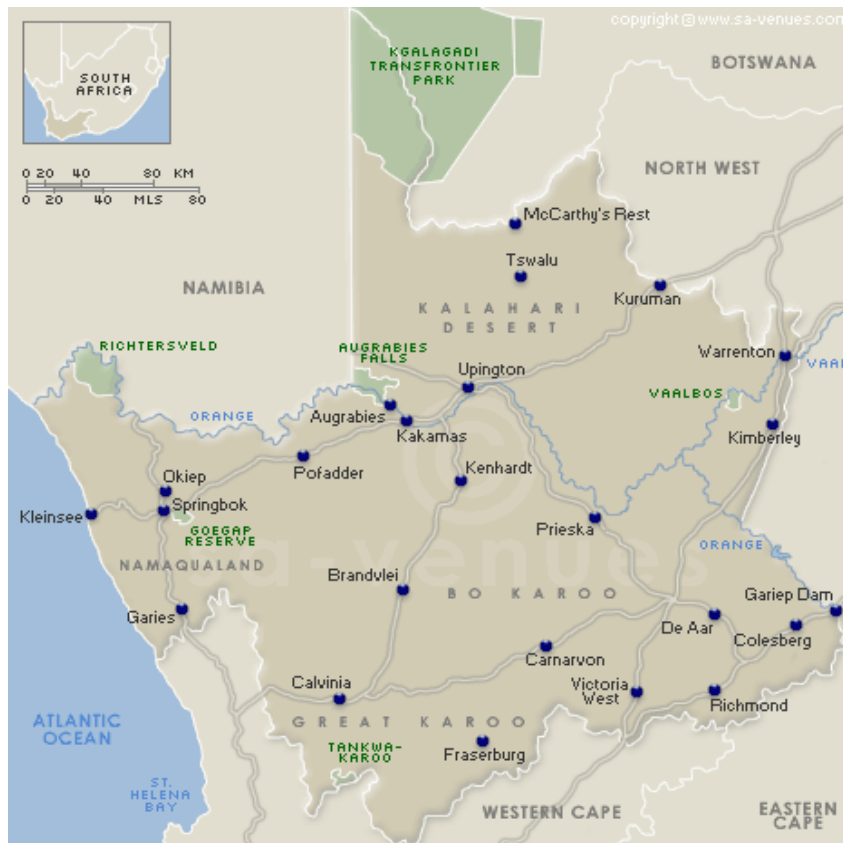 copyright©www.sa-venues.com
KGALAGADI
TRANSFRONTIER
PARK
BOTSWANA
SOUTH
AFRICA
NORTH WEST
0 20 40 80 KM
0 20 40 MLS 80
McCarthy's Rest
Tswalu
NAMIBIA
Kuruman
KALAHARI
DESERT
RICHTERSVELD
AUGRABIES
FALLS
Warrenton
VAAL
Upington
VAALBOS
ORANGE
Augrabies
Kakamas
Kimberley
Pofadder
Kenhardt
Okiep
Springbok
Kleinsee
GOEGAP
RESERVE
Prieska
ORANGE
sa-venues
NAMAQUALAND
Brandvlei
BO KAROO
Gariep Dam
Garies
De Aar
Colesberg
Carnarvon
Calvinia
Victoria
West
Richmond
ATLANTIC
OCEAN
GREAT KAROO
TANKWA-
KAROO
Fraserburg
ST.
HELENA
BAY
WESTERN CAPE
EASTERN
CAPE